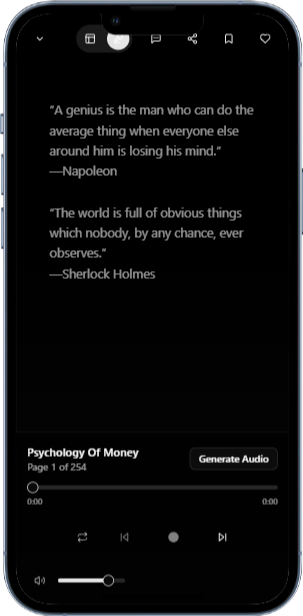 "A genius is the man who can do the
average thing when everyone else
around him is losing his mind."
—Napoleon
"The world is full of obvious things
which nobody, by any chance, ever
observes."
—Sherlock Holmes
Psychology Of Money
Page 1 of 254
Generate Audio
0:00
0:00